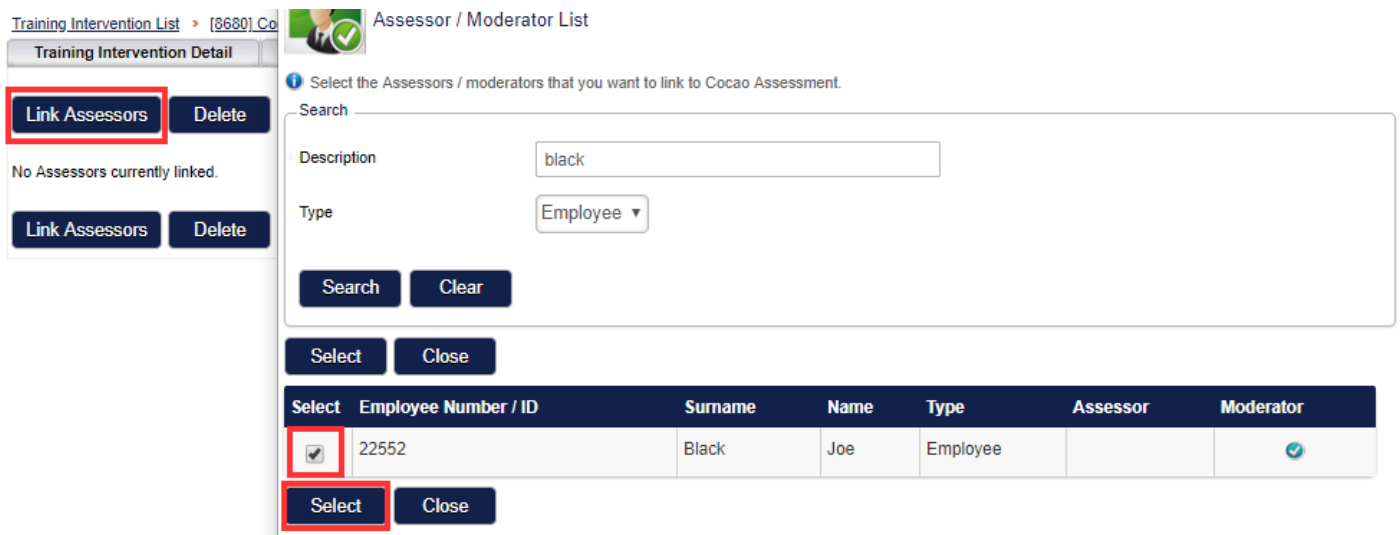 Training Intervention List > [8680] Co
Training Intervention Detail
Link Assessors Delete
No Assessors currently linked.
Link Assessors Delete
Assessor / Moderator List
Select the Assessors / moderators that you want to link to Cocao Assessment.
Search
Description black
Type Employee
Search Clear
Select Close
Select Employee Number / ID Surname Name Type Assessor Moderator
22552 Black Joe Employee
Select Close